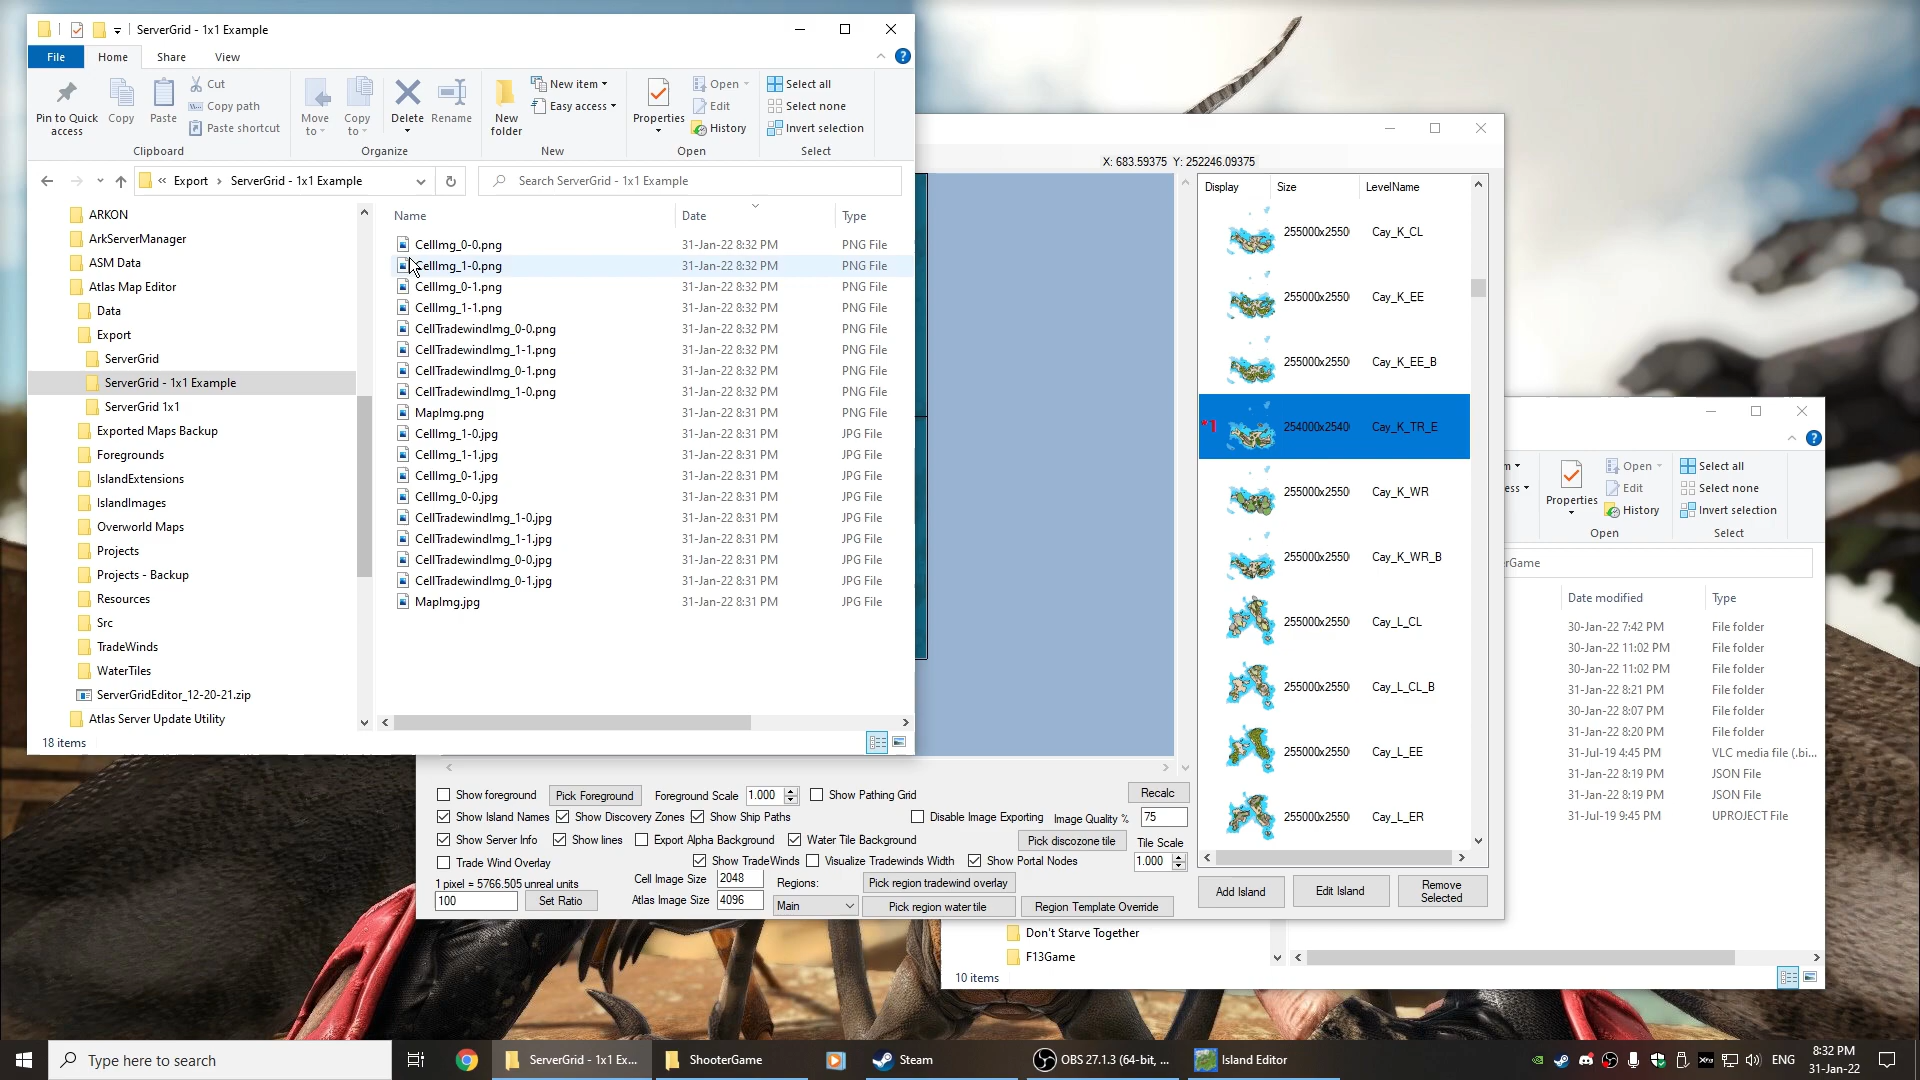 ServerGrid - 1x1 Example
File
Home
Share
View
Pin to Quick access
Copy
Paste
Cut
Copy path
Paste shortcut
Move to
Copy to
Delete
Rename
New folder
New item
Easy access
Properties
Open
Edit
History
Select all
Select none
Invert selection
Clipboard
Organize
New
Open
Select
« Export › ServerGrid - 1x1 Example
Search ServerGrid - 1x1 Example
ARKON
ArkServerManager
ASM Data
Atlas Map Editor
Data
Export
ServerGrid
ServerGrid - 1x1 Example
ServerGrid 1x1
Exported Maps Backup
Foregrounds
IslandExtensions
IslandImages
Overworld Maps
Projects
Projects - Backup
Resources
Src
TradeWinds
WaterTiles
ServerGridEditor_12-20-21.zip
Atlas Server Update Utility
Name Date Type
CellImg_0-0.png 31-Jan-22 8:32 PM PNG File
CellImg_1-0.png 31-Jan-22 8:32 PM PNG File
CellImg_0-1.png 31-Jan-22 8:32 PM PNG File
CellImg_1-1.png 31-Jan-22 8:32 PM PNG File
CellTradewindImg_0-0.png 31-Jan-22 8:32 PM PNG File
CellTradewindImg_1-1.png 31-Jan-22 8:32 PM PNG File
CellTradewindImg_0-1.png 31-Jan-22 8:32 PM PNG File
CellTradewindImg_1-0.png 31-Jan-22 8:32 PM PNG File
MapImg.png 31-Jan-22 8:31 PM PNG File
CellImg_1-0.jpg 31-Jan-22 8:31 PM JPG File
CellImg_1-1.jpg 31-Jan-22 8:31 PM JPG File
CellImg_0-1.jpg 31-Jan-22 8:31 PM JPG File
CellImg_0-0.jpg 31-Jan-22 8:31 PM JPG File
CellTradewindImg_1-0.jpg 31-Jan-22 8:31 PM JPG File
CellTradewindImg_1-1.jpg 31-Jan-22 8:31 PM JPG File
CellTradewindImg_0-0.jpg 31-Jan-22 8:31 PM JPG File
CellTradewindImg_0-1.jpg 31-Jan-22 8:31 PM JPG File
MapImg.jpg 31-Jan-22 8:31 PM JPG File
18 items
X: 683.59375 Y: 252246.09375
Display Size LevelName
255000x2550 Cay_K_CL
255000x2550 Cay_K_EE
255000x2550 Cay_K_EE_B
*1 254000x2540 Cay_K_TR_E
255000x2550 Cay_K_WR
255000x2550 Cay_K_WR_B
255000x2550 Cay_L_CL
255000x2550 Cay_L_CL_B
255000x2550 Cay_L_EE
255000x2550 Cay_L_ER
Add Island
Edit Island
Remove Selected
Show foreground
Pick Foreground
Foreground Scale 1.000
Show Pathing Grid
Recalc
Show Island Names
Show Discovery Zones
Show Ship Paths
Disable Image Exporting
Image Quality % 75
Show Server Info
Show lines
Export Alpha Background
Water Tile Background
Pick discozone tile
Tile Scale
1.000
Trade Wind Overlay
Show TradeWinds
Visualize Tradewinds Width
Show Portal Nodes
1 pixel = 5766.505 unreal units
100
Set Ratio
Cell Image Size 2048
Atlas Image Size 4096
Regions:
Main
Pick region tradewind overlay
Pick region water tile
Region Template Override
Properties
Open
Edit
History
Select all
Select none
Invert selection
Open
Select
rGame
Date modified Type
30-Jan-22 7:42 PM File folder
30-Jan-22 11:02 PM File folder
30-Jan-22 11:02 PM File folder
31-Jan-22 8:21 PM File folder
30-Jan-22 8:07 PM File folder
31-Jan-22 8:20 PM File folder
31-Jul-19 4:45 PM VLC media file (.bi...
31-Jan-22 8:19 PM JSON File
31-Jan-22 8:19 PM JSON File
31-Jul-19 9:45 PM UPROJECT File
Don't Starve Together
F13Game
10 items
Type here to search
ServerGrid - 1x1 Ex...
ShooterGame
Steam
OBS 27.1.3 (64-bit, ...
Island Editor
ENG
8:32 PM
31-Jan-22